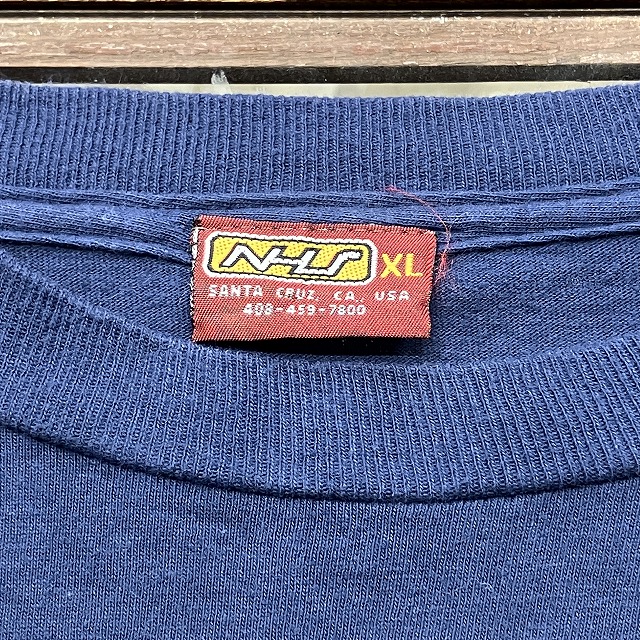 NHS XL
SANTA CRUZ, CA, USA
408-459-7800